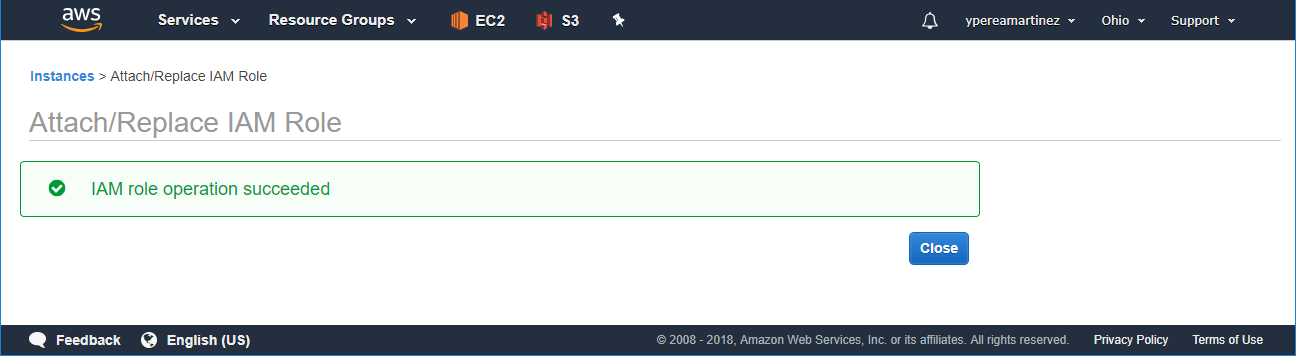 aws Services Resource Groups EC2 S3 ypereamartinez Ohio Support
Instances > Attach/Replace IAM Role
Attach/Replace IAM Role
IAM role operation succeeded
Close
Feedback English (US) © 2008 - 2018, Amazon Web Services, Inc. or its affiliates. All rights reserved. Privacy Policy Terms of Use